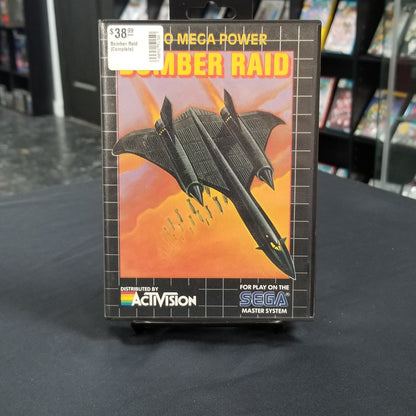 $38.99
Bomber Raid
(Complete)
O MEGA POWER
BOMBER RAID
DISTRIBUTED BY
ACTIVISION
FOR PLAY ON THE
SEGA
MASTER SYSTEM